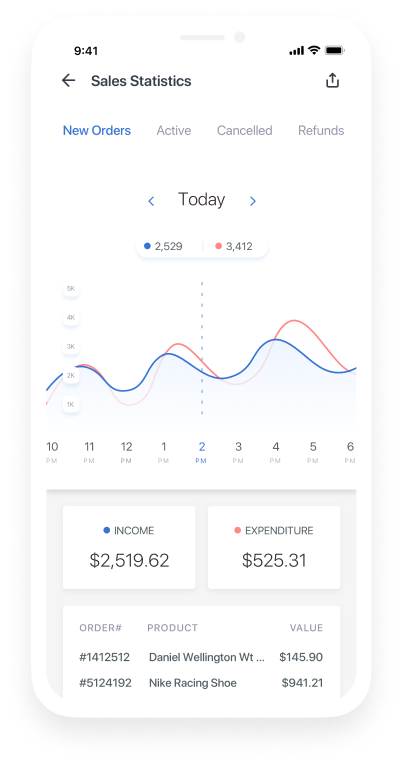 9:41
Sales Statistics
New Orders Active Cancelled Refunds
Today
2,529 3,412
5K
4K
3K
2K
1K
10 11 12 1 2 3 4 5 6
PM PM PM PM PM PM PM PM PM
INCOME EXPENDITURE
$2,519.62 $525.31
ORDER# PRODUCT VALUE
#1412512 Daniel Wellington Wt ... $145.90
#5124192 Nike Racing Shoe $941.21